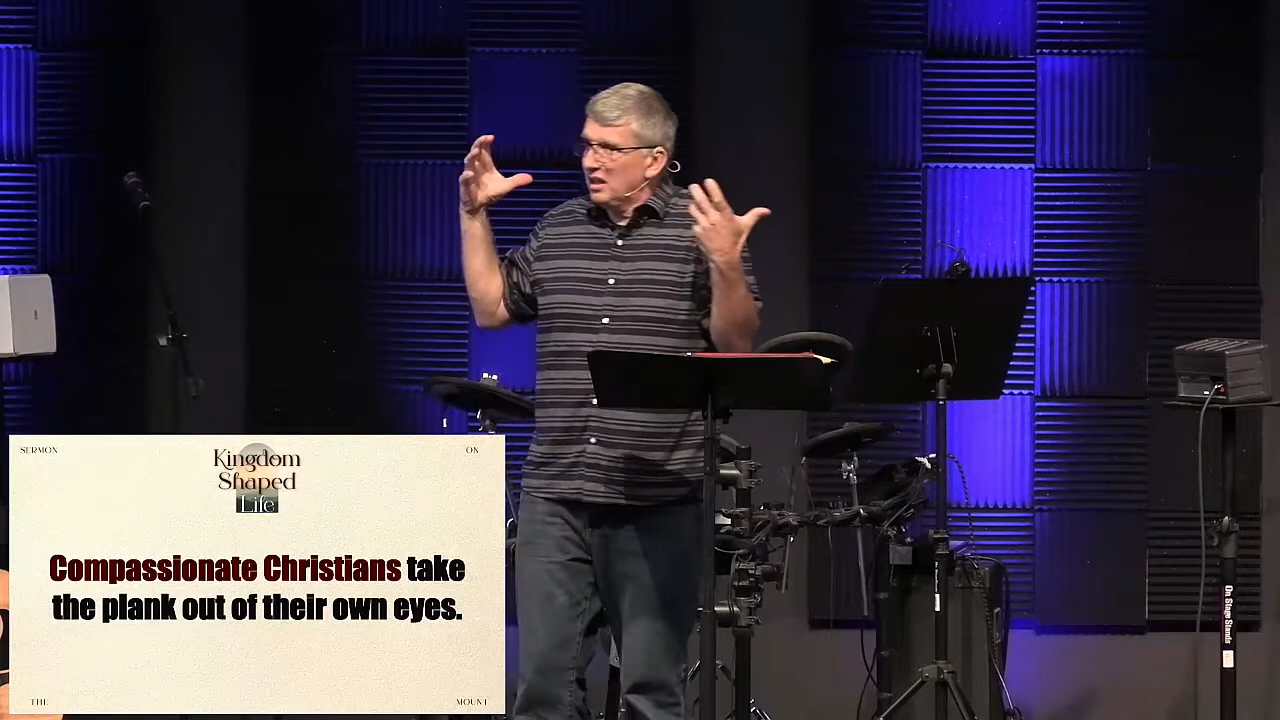 SERMON ON
Kingdom
Shaped
Life
Compassionate Christians take
the plank out of their own eyes.
THE MOUNT
On Stage Stands